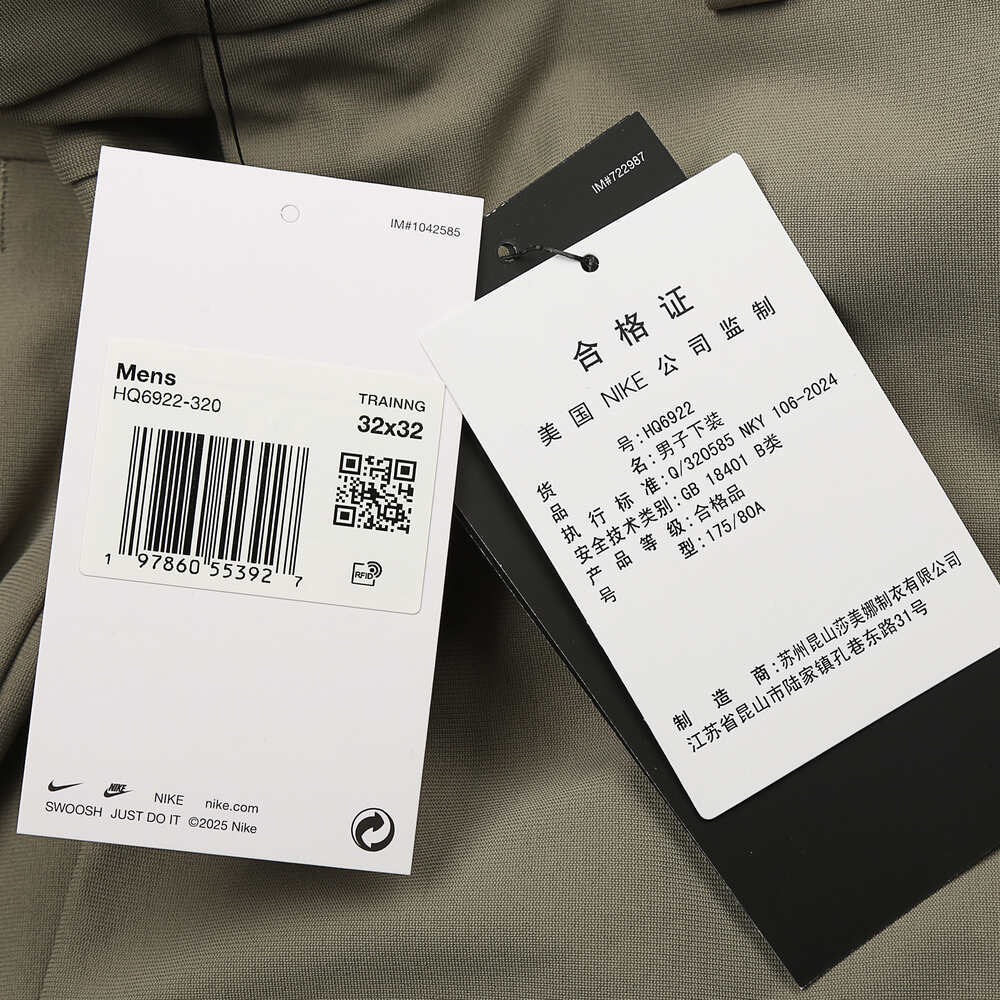 IM#1042585
Mens
HQ6922-320
TRAINNG
32x32
1 97860 55392 7
RFID
NIKE
NIKE nike.com
SWOOSH JUST DO IT ©2025 Nike
IM#722987
合格证
美国 NIKE 公司监制
货 号:HQ6922
品 名:男子下装
执行标准:Q/320585 NKY 106-2024
安全技术类别:GB 18401 B类
产品等级:合格品
号 型:175/80A
制造商:苏州昆山莎美娜制衣有限公司
江苏省昆山市陆家镇孔巷东路31号